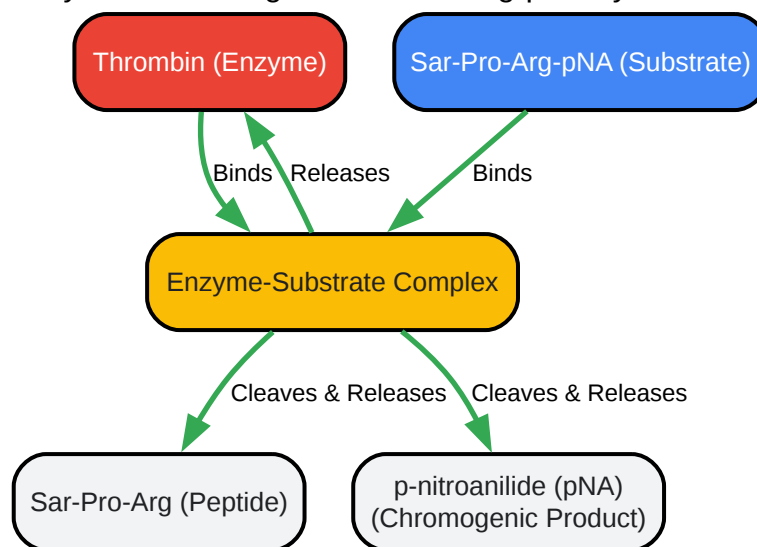 Thrombin (Enzyme)
Sar-Pro-Arg-pNA (Substrate)
Binds
Releases
Binds
Enzyme-Substrate Complex
Cleaves & Releases
Cleaves & Releases
Sar-Pro-Arg (Peptide)
p-nitroanilide (pNA)
(Chromogenic Product)